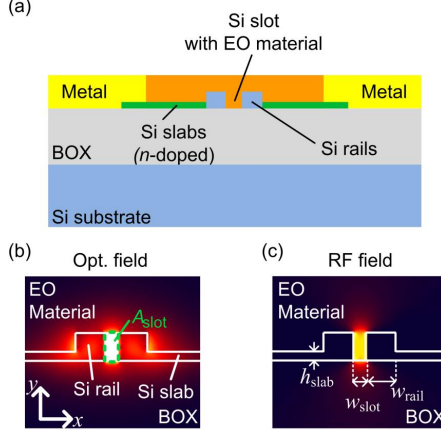 (a)
Si slot
with EO material
Metal
Metal
Si slabs
(n-doped)
Si rails
BOX
Si substrate
(b)
Opt. field
EO
Material
A_slot
Si rail
Si slab
y
x
BOX
(c)
RF field
EO
Material
h_slab
w_slot
w_rail
BOX